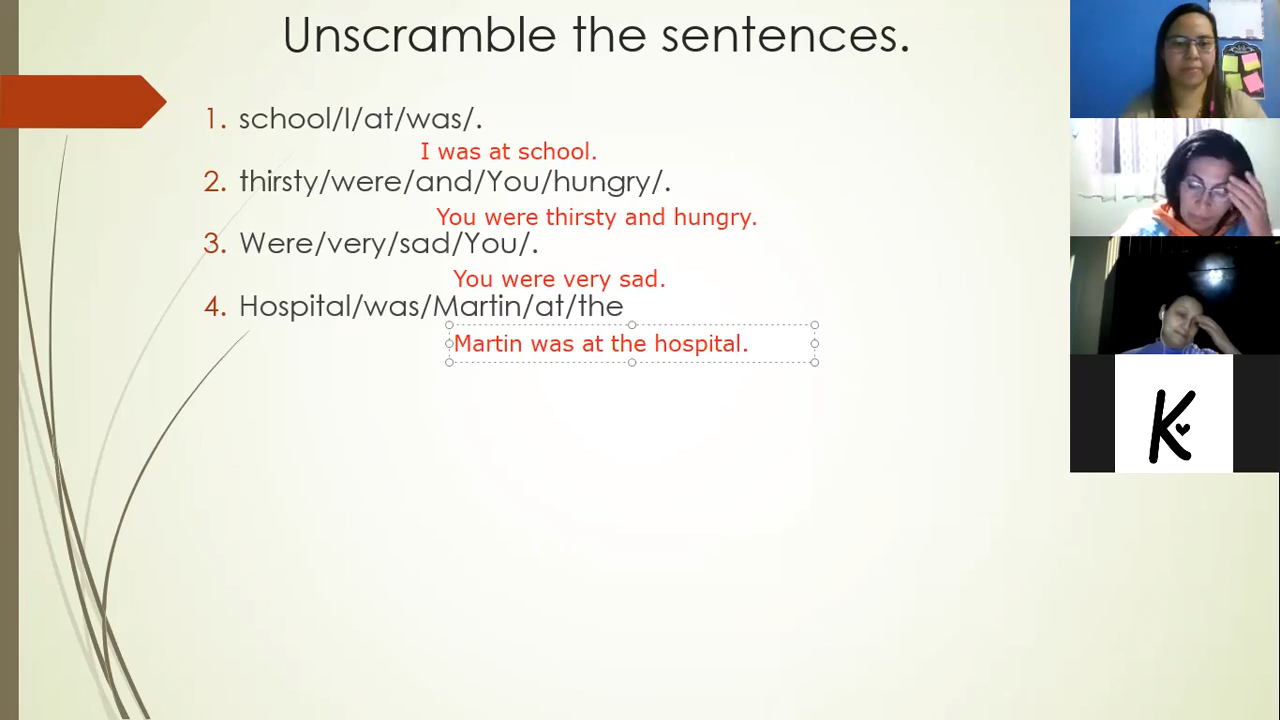 Unscramble the sentences.
1. school/I/at/was/.
I was at school.
2. thirsty/were/and/You/hungry/.
You were thirsty and hungry.
3. Were/very/sad/You/.
You were very sad.
4. Hospital/was/Martin/at/the
Martin was at the hospital.
K